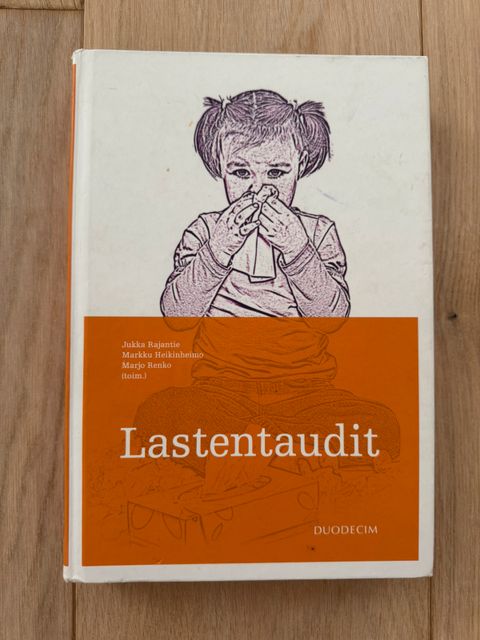 Jukka Rajantie
Markku Heikinheimo
Marjo Renko
(toim.)
Lastentaudit
DUODECIM